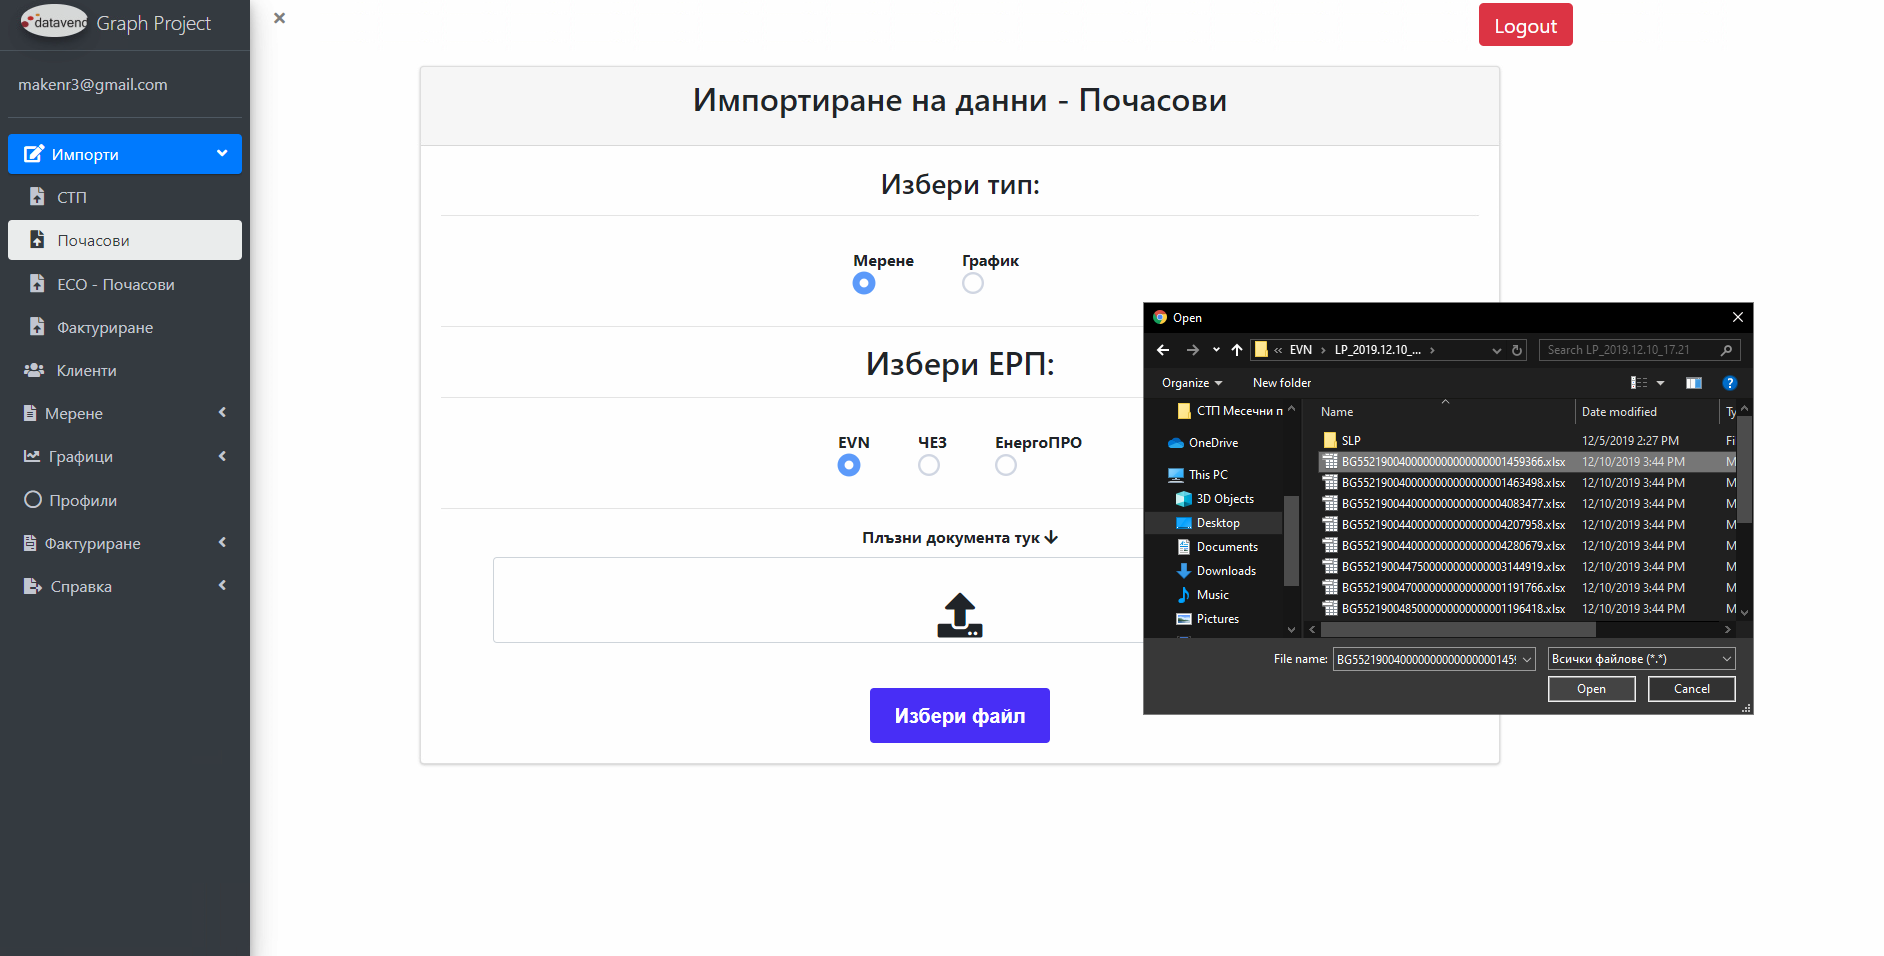 datavend Graph Project
makenr3@gmail.com
Импорти
СТП
Почасови
ЕСО - Почасови
Фактуриране
Клиенти
Мерене
Графици
Профили
Фактуриране
Справка
×
Logout
Импортиране на данни - Почасови
Избери тип:
Мерене График
Избери ЕРП:
EVN ЧЕЗ ЕнергоПРО
Плъзни документа тук
Избери файл
Open
« EVN › LP_2019.12.10_... ›
Search LP_2019.12.10_17.21
Organize New folder
?
СТП Месечни п
OneDrive
This PC
3D Objects
Desktop
Documents
Downloads
Music
Pictures
Name Date modified Ty
SLP 12/5/2019 2:27 PM Fi
BG5521900400000000000000001459366.xlsx 12/10/2019 3:44 PM M
BG5521900400000000000000001463498.xlsx 12/10/2019 3:44 PM M
BG5521900440000000000000004083477.xlsx 12/10/2019 3:44 PM M
BG5521900440000000000000004207958.xlsx 12/10/2019 3:44 PM M
BG5521900440000000000000004280679.xlsx 12/10/2019 3:44 PM M
BG5521900447500000000000003144919.xlsx 12/10/2019 3:44 PM M
BG5521900470000000000000001191766.xlsx 12/10/2019 3:44 PM M
BG5521900485000000000000001196418.xlsx 12/10/2019 3:44 PM M
File name: BG552190040000000000000000145 Всички файлове (*.*)
Open Cancel